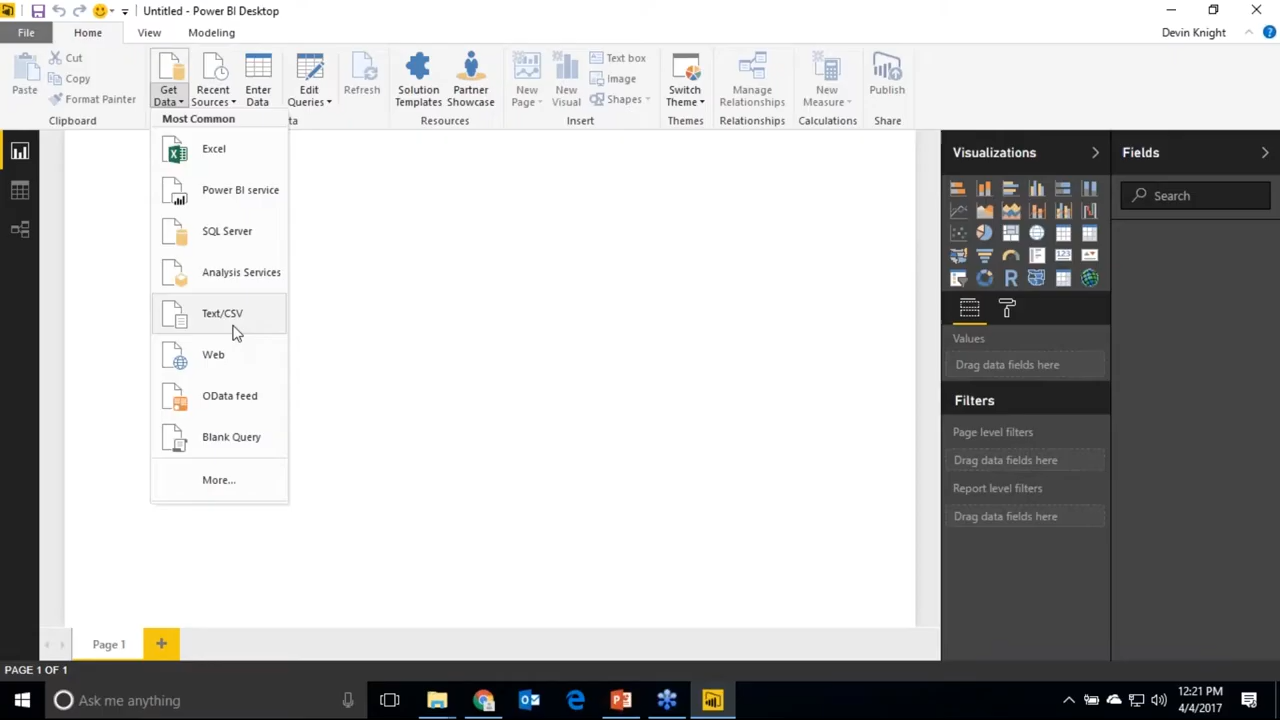 Untitled - Power BI Desktop
File
Home
View
Modeling
Devin Knight
Paste
Cut
Copy
Format Painter
Clipboard
Get
Data
Recent
Sources
Enter
Data
Edit
Queries
Refresh
ta
Solution
Templates
Partner
Showcase
Resources
New
Page
New
Visual
Text box
Image
Shapes
Insert
Switch
Theme
Themes
Manage
Relationships
Relationships
New
Measure
Calculations
Publish
Share
Most Common
Excel
Power BI service
SQL Server
Analysis Services
Text/CSV
Web
OData feed
Blank Query
More...
Visualizations
R
Values
Drag data fields here
Filters
Page level filters
Drag data fields here
Report level filters
Drag data fields here
Fields
Search
Page 1
PAGE 1 OF 1
Ask me anything
12:21 PM
4/4/2017